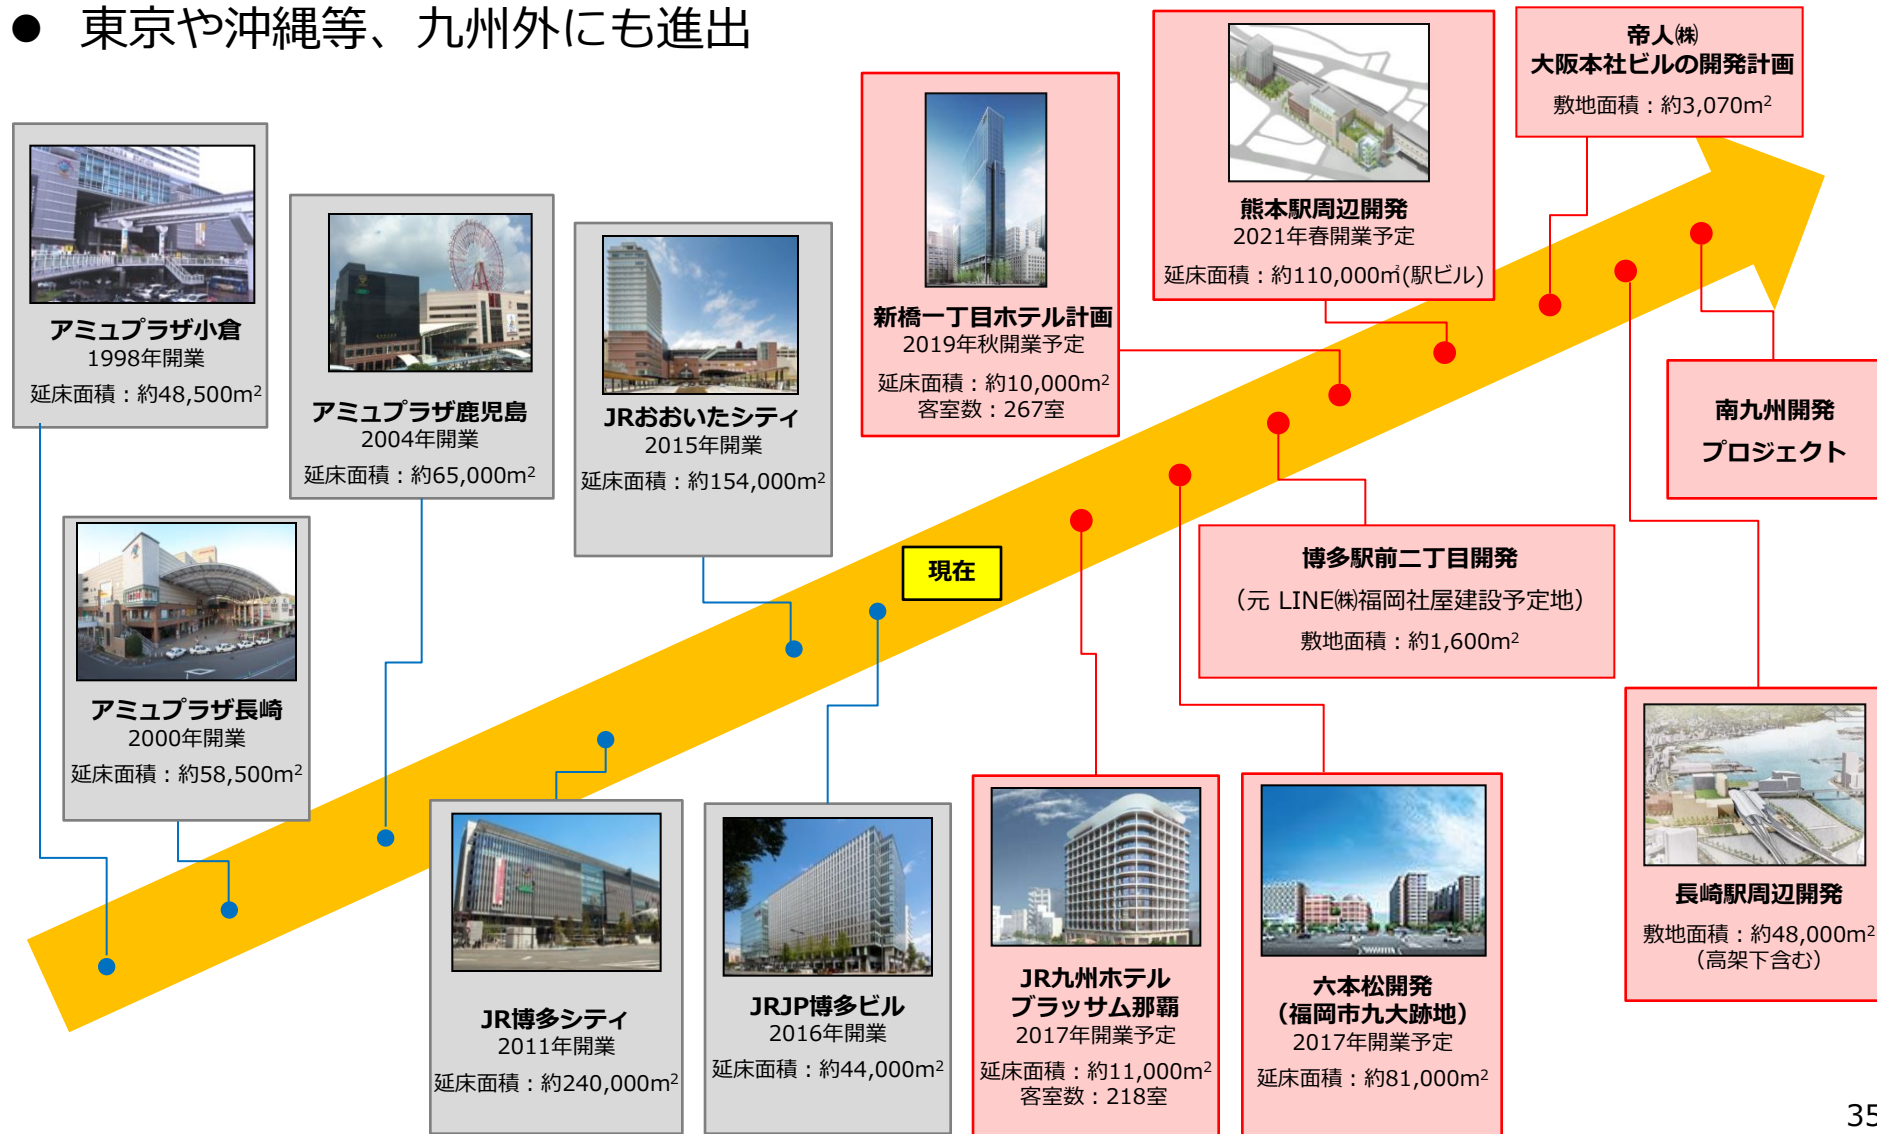 ● 東京や沖縄等、九州外にも進出
アミュプラザ小倉
1998年開業
延床面積：約48,500m²
アミュプラザ長崎
2000年開業
延床面積：約58,500m²
アミュプラザ鹿児島
2004年開業
延床面積：約65,000m²
JR博多シティ
2011年開業
延床面積：約240,000m²
JRおおいたシティ
2015年開業
延床面積：約154,000m²
JRJP博多ビル
2016年開業
延床面積：約44,000m²
現在
JR九州ホテル
ブラッサム那覇
2017年開業予定
延床面積：約11,000m²
客室数：218室
六本松開発
（福岡市九大跡地）
2017年開業予定
延床面積：約81,000m²
博多駅前二丁目開発
（元 LINE㈱福岡社屋建設予定地）
敷地面積：約1,600m²
新橋一丁目ホテル計画
2019年秋開業予定
延床面積：約10,000m²
客室数：267室
熊本駅周辺開発
2021年春開業予定
延床面積：約110,000㎡(駅ビル)
帝人㈱
大阪本社ビルの開発計画
敷地面積：約3,070m²
長崎駅周辺開発
敷地面積：約48,000m²
（高架下含む）
南九州開発
プロジェクト
35